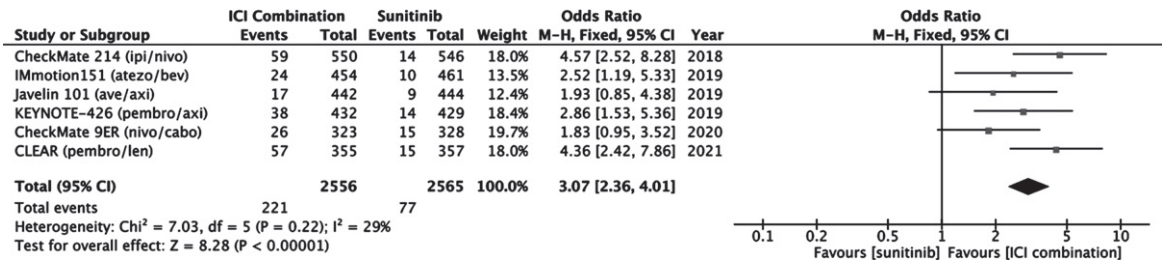 ICI Combination Sunitinib Odds Ratio Odds Ratio
Study or Subgroup Events Total Events Total Weight M-H, Fixed, 95% CI Year M-H, Fixed, 95% CI
CheckMate 214 (ipi/nivo) 59 550 14 546 18.0% 4.57 [2.52, 8.28] 2018
IMmotion151 (atezo/bev) 24 454 10 461 13.5% 2.52 [1.19, 5.33] 2019
Javelin 101 (ave/axi) 17 442 9 444 12.4% 1.93 [0.85, 4.38] 2019
KEYNOTE-426 (pembro/axi) 38 432 14 429 18.4% 2.86 [1.53, 5.36] 2019
CheckMate 9ER (nivo/cabo) 26 323 15 328 19.7% 1.83 [0.95, 3.52] 2020
CLEAR (pembro/len) 57 355 15 357 18.0% 4.36 [2.42, 7.86] 2021
Total (95% CI) 2556 2565 100.0% 3.07 [2.36, 4.01]
Total events 221 77
Heterogeneity: Chi² = 7.03, df = 5 (P = 0.22); I² = 29%
Test for overall effect: Z = 8.28 (P < 0.00001)
0.1 0.2 0.5 1 2 5 10
Favours [sunitinib] Favours [ICI combination]